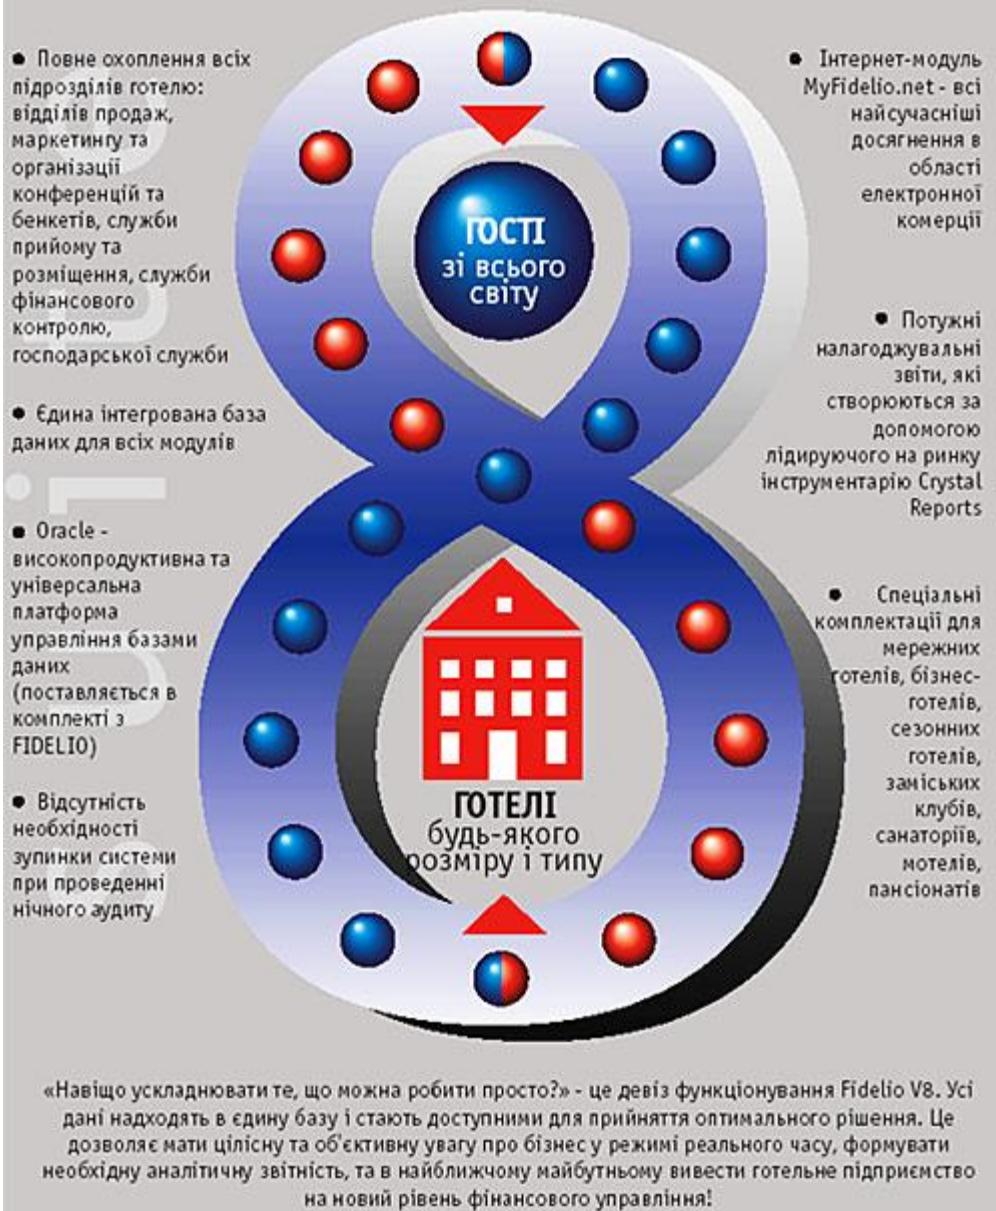 ● Повне охоплення всіх
підрозділів готелю:
відділів продаж,
маркетингу та
організації
конференцій та
бенкетів, служби
прийому та
розміщення, служби
фінансового
контролю,
господарської служби
● Єдина інтегрована база
даних для всіх модулів
● Oracle -
високопродуктивна та
універсальна
платформа
управління базами
даних
(поставляється в
комплекті з
FIDELIO)
● Відсутність
необхідності
зупинки системи
при проведенні
нічного аудиту
ГОСТІ
зі всього
світу
ГОТЕЛІ
будь-якого
розміру і типу
● Інтернет-модуль
MyFidelio.net - всі
найсучасніші
досягнення в
області
електронної
комерції
● Потужні
налагоджувальні
звіти, які
створюються за
допомогою
лідируючого на ринку
інструментарію Crystal
Reports
● Спеціальні
комплектації для
мережних
готелів, бізнес-
готелів,
сезонних
готелів,
заміських
клубів,
санаторіїв,
мотелів,
пансіонатів
suite
«Навіщо ускладнювати те, що можна робити просто?» - це девіз функціонування Fidelio V8. Усі
дані надходять в єдину базу і стають доступними для прийняття оптимального рішення. Це
дозволяє мати цілісну та об'єктивну увагу про бізнес у режимі реального часу, формувати
необхідну аналітичну звітність, та в найближчому майбутньому вивести готельне підприємство
на новий рівень фінансового управління!